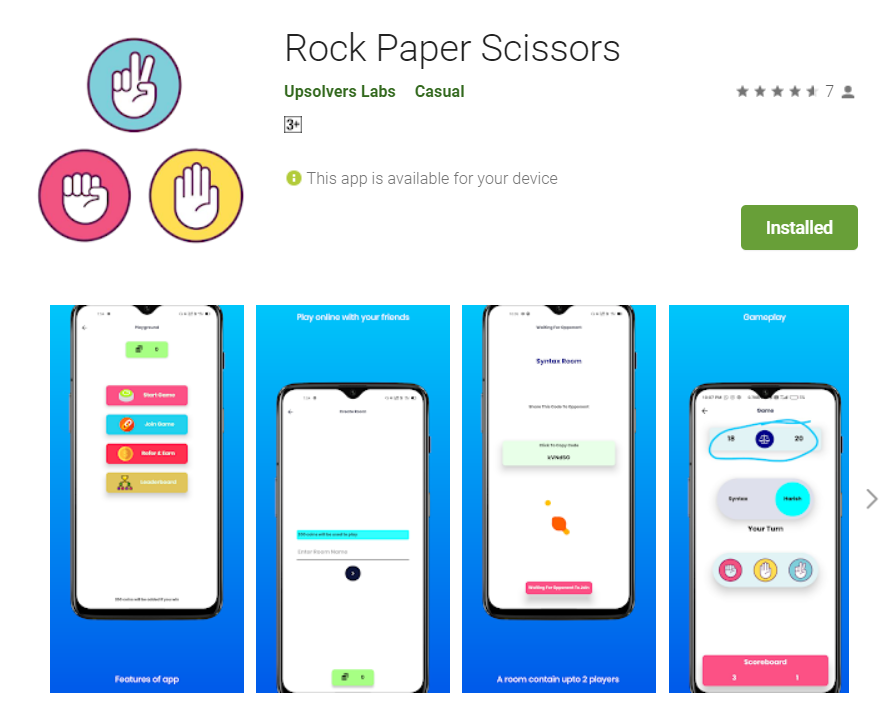 Rock Paper Scissors
Upsolvers Labs Casual
7
3+
This app is available for your device
Installed
Playground
0
Start Game
Join Game
Refer & Earn
Leaderboard
Features of app
Play online with your friends
Create Room
Enter Room Name
0
Waiting For Opponent
Syntax Room
Share This Code To Opponent
Click To Copy Code
Waiting For Opponent To Join
A room contain upto 2 players
Gameplay
Game
18 20
Syntax Harish
Your Turn
Scoreboard
3 1